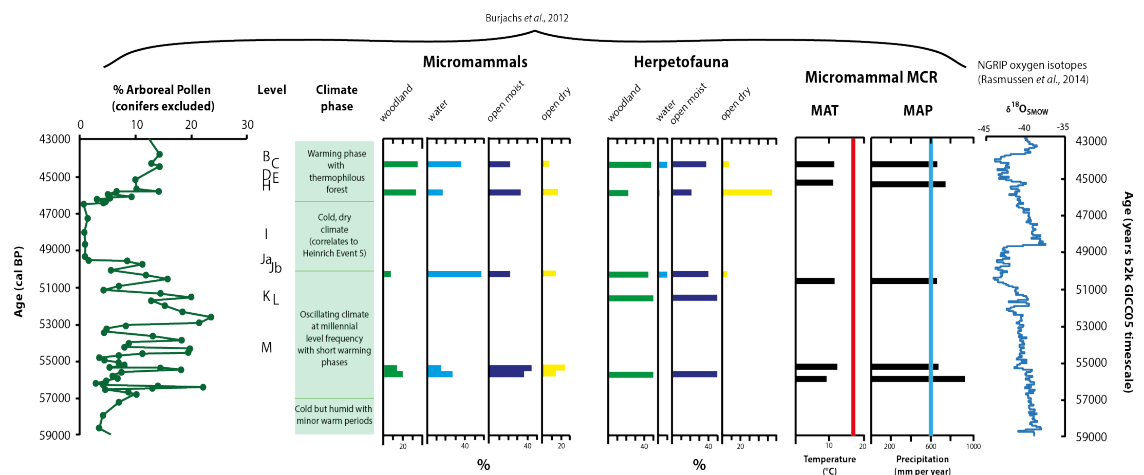 Burjachs et al., 2012
Micromammals
Herpetofauna
NGRIP oxygen isotopes
(Rasmussen et al., 2014)
% Arboreal Pollen
(conifers excluded)
Level
Climate
phase
woodland
water
open moist
open dry
woodland
water
open moist
open dry
Micromammal MCR
MAT
MAP
δ18OSMOW
0 10 20 30
-45 -40 -35
43000
45000
47000
49000
51000
53000
55000
57000
59000
Age (cal BP)
B C
D E
H
I
Ja
Jb
K L
M
Warming phase
with
thermophilous
forest
Cold, dry
climate
(correlates to
Heinrich Event 5)
Oscillating climate
at millennial
level frequency
with short warming
phases
Cold but humid with
minor warm periods
43000
45000
47000
49000
51000
53000
55000
57000
59000
Age (years b2k GICC05 timescale)
20 40 40 20 40 40
10 20 200 600 1000
%
%
Temperature
(°C)
Precipitation
(mm per year)